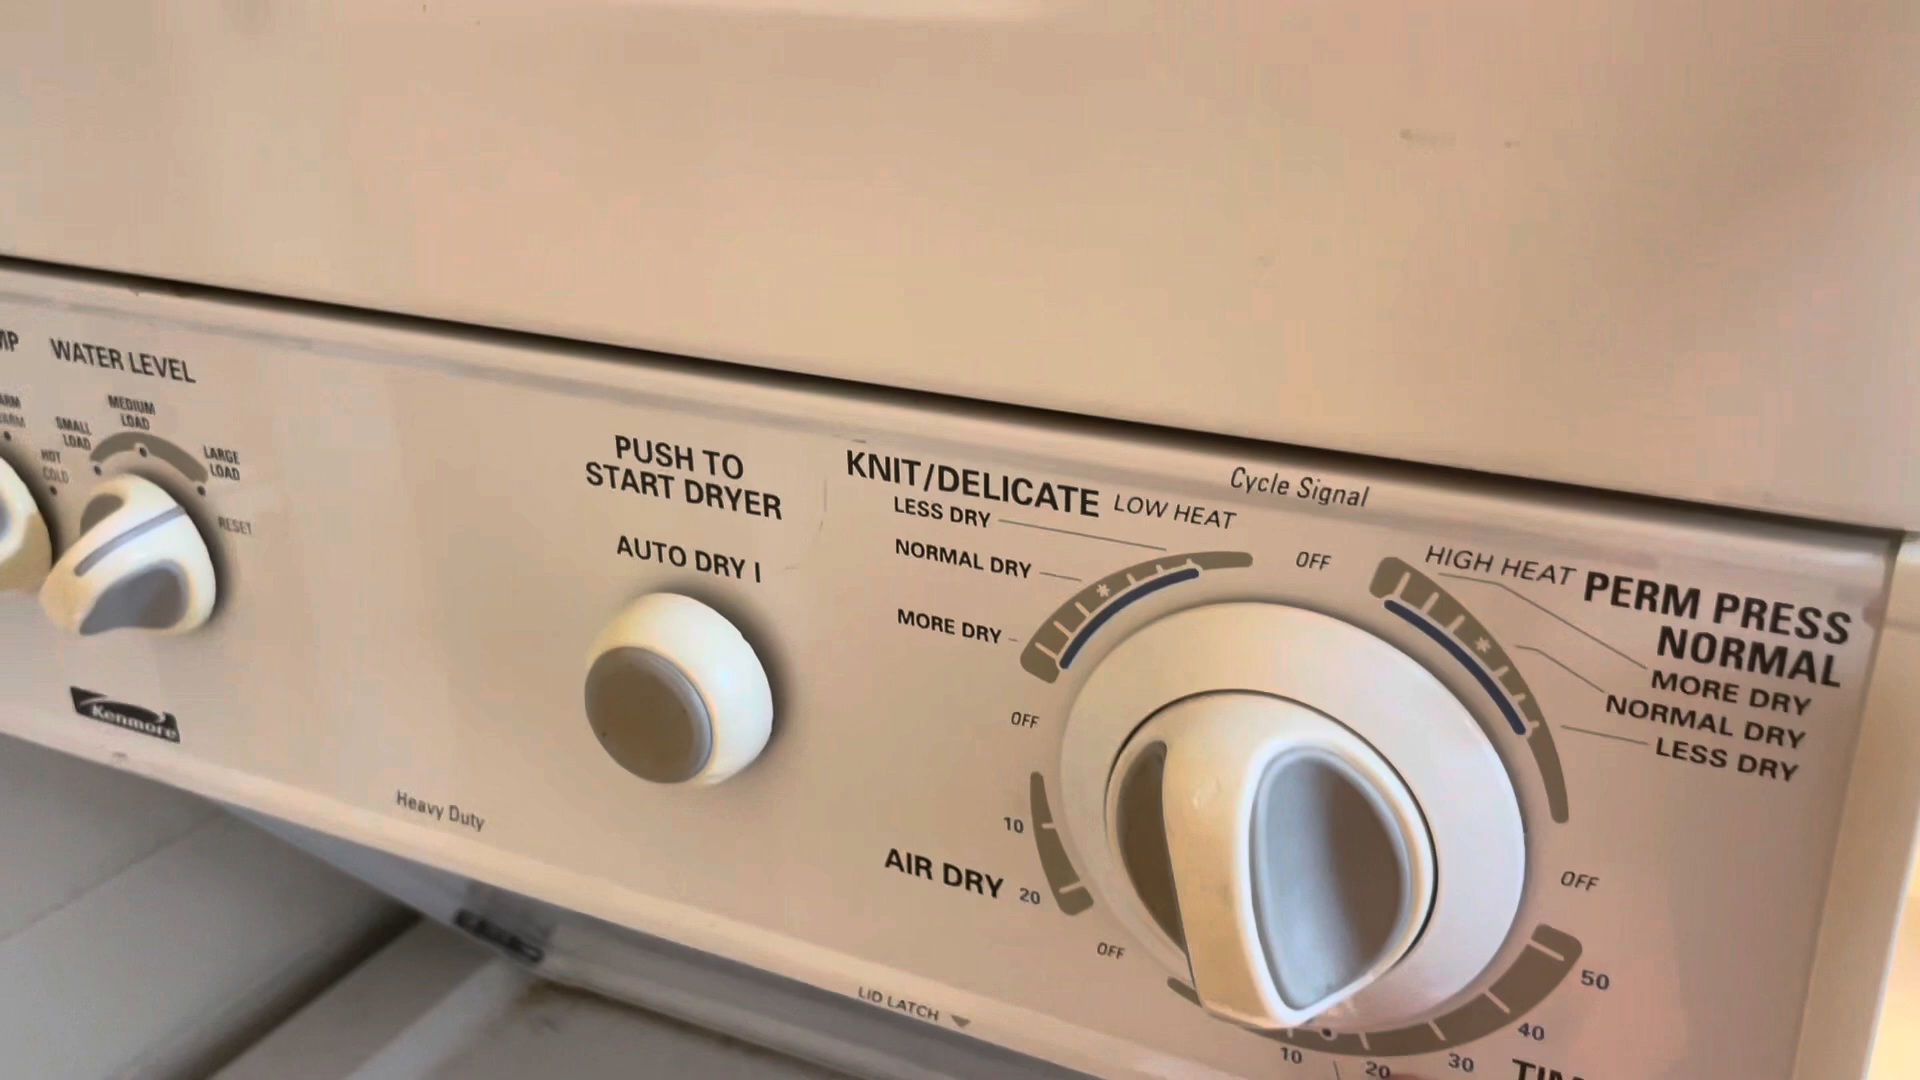 WATER LEVEL
MEDIUM
LOAD
SMALL
LOAD
LARGE
LOAD
HOT
COLD
RESET
Kenmore
Heavy Duty
PUSH TO
START DRYER
AUTO DRY I
KNIT/DELICATE LOW HEAT
LESS DRY
NORMAL DRY
MORE DRY
Cycle Signal
OFF
HIGH HEAT
PERM PRESS
NORMAL
MORE DRY
NORMAL DRY
LESS DRY
OFF
10
AIR DRY 20
OFF
OFF
50
40
30
20
10
LID LATCH